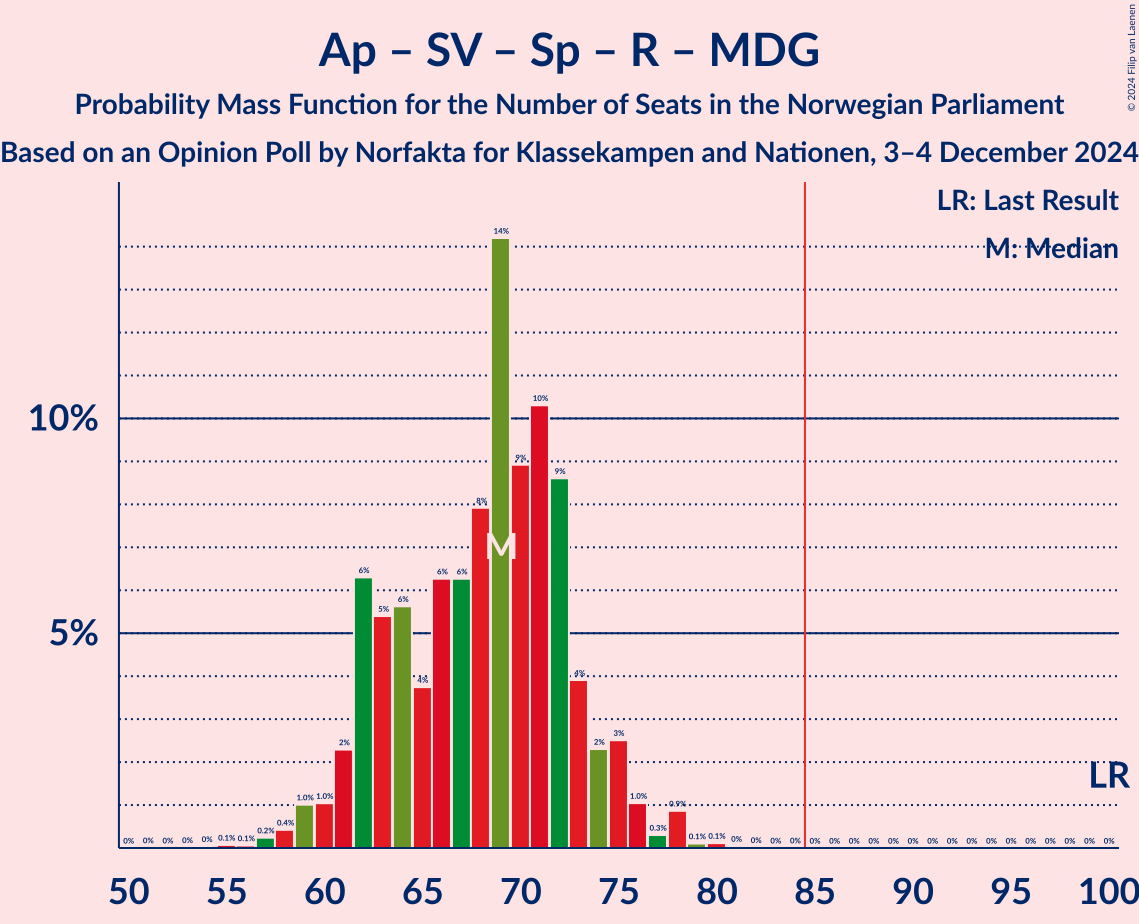 Ap – SV – Sp – R – MDG
Probability Mass Function for the Number of Seats in the Norwegian Parliament
Based on an Opinion Poll by Norfakta for Klassekampen and Nationen, 3–4 December 2024
© 2024 Filip van Laenen
LR: Last Result
M: Median
10%
5%
0% 0% 0% 0% 0% 0.1% 0.1% 0.2% 0.4% 1.0% 1.0% 2% 6% 5% 6% 4% 6% 6% 8% 14% 9% 10% 9% 4% 2% 3% 1.0% 0.3% 0.9% 0.1% 0.1% 0% 0% 0% 0% 0% 0% 0% 0% 0% 0% 0% 0% 0% 0% 0% 0% 0% 0% 0% 0%
M
LR
50 55 60 65 70 75 80 85 90 95 100